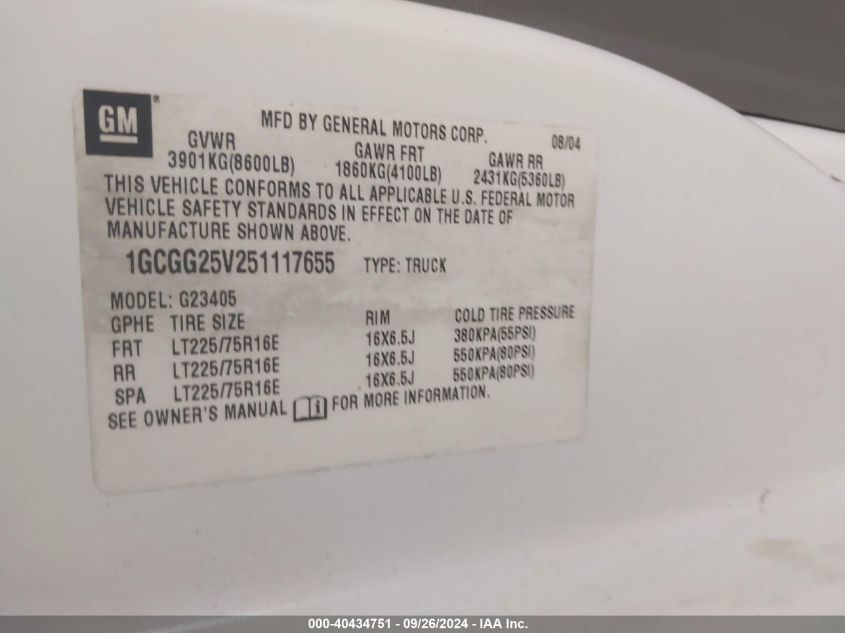 GM®
MFD BY GENERAL MOTORS CORP. 08/04
GVWR GAWR FRT GAWR RR
3901KG(8600LB) 1860KG(4100LB) 2431KG(5360LB)
THIS VEHICLE CONFORMS TO ALL APPLICABLE U.S. FEDERAL MOTOR
VEHICLE SAFETY STANDARDS IN EFFECT ON THE DATE OF
MANUFACTURE SHOWN ABOVE.
1GCGG25V251117655 TYPE: TRUCK
MODEL: G23405
GPHE TIRE SIZE RIM COLD TIRE PRESSURE
FRT LT225/75R16E 16X6.5J 380KPA(55PSI)
RR LT225/75R16E 16X6.5J 550KPA(80PSI)
SPA LT225/75R16E 16X6.5J 550KPA(80PSI)
SEE OWNER'S MANUAL i FOR MORE INFORMATION.
000-40434751 - 09/26/2024 - IAA Inc.